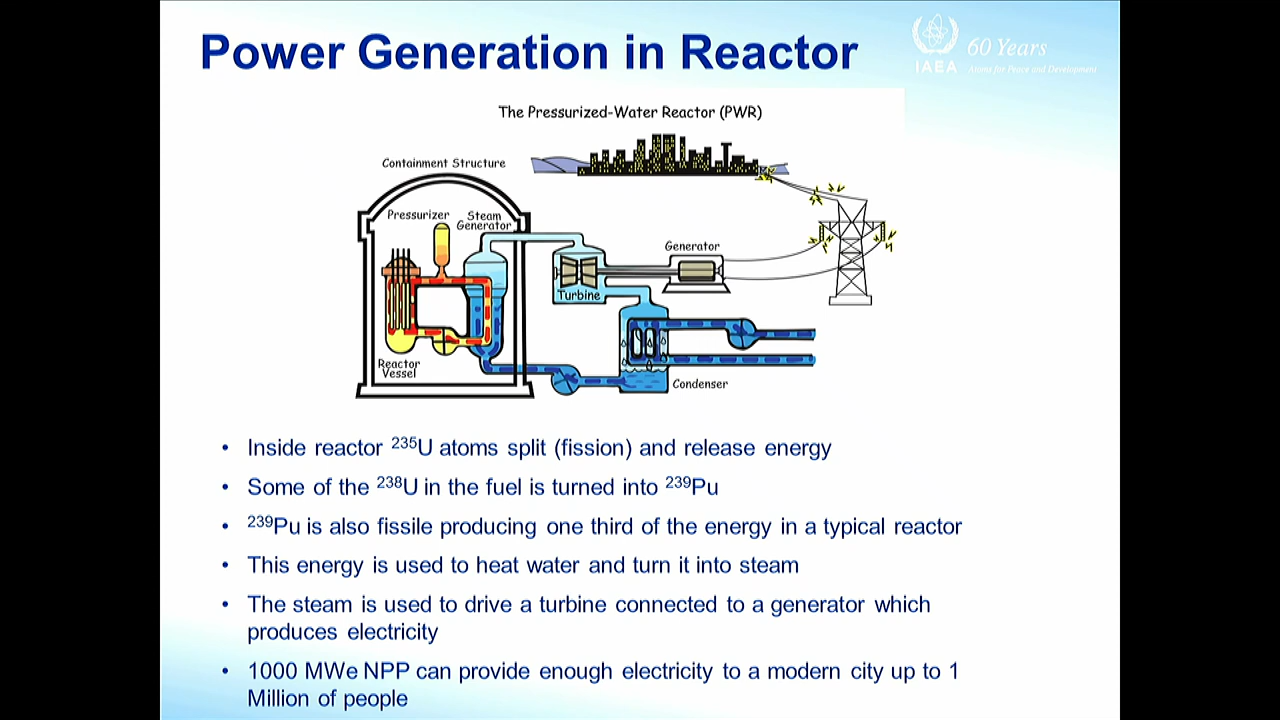 Power Generation in Reactor
IAEA
60 Years
Atoms for Peace and Development
The Pressurized-Water Reactor (PWR)
Containment Structure
Pressurizer
Steam
Generator
Generator
Turbine
Reactor
Vessel
Condenser
• Inside reactor ²³⁵U atoms split (fission) and release energy
• Some of the ²³⁸U in the fuel is turned into ²³⁹Pu
• ²³⁹Pu is also fissile producing one third of the energy in a typical reactor
• This energy is used to heat water and turn it into steam
• The steam is used to drive a turbine connected to a generator which
produces electricity
• 1000 MWe NPP can provide enough electricity to a modern city up to 1
Million of people